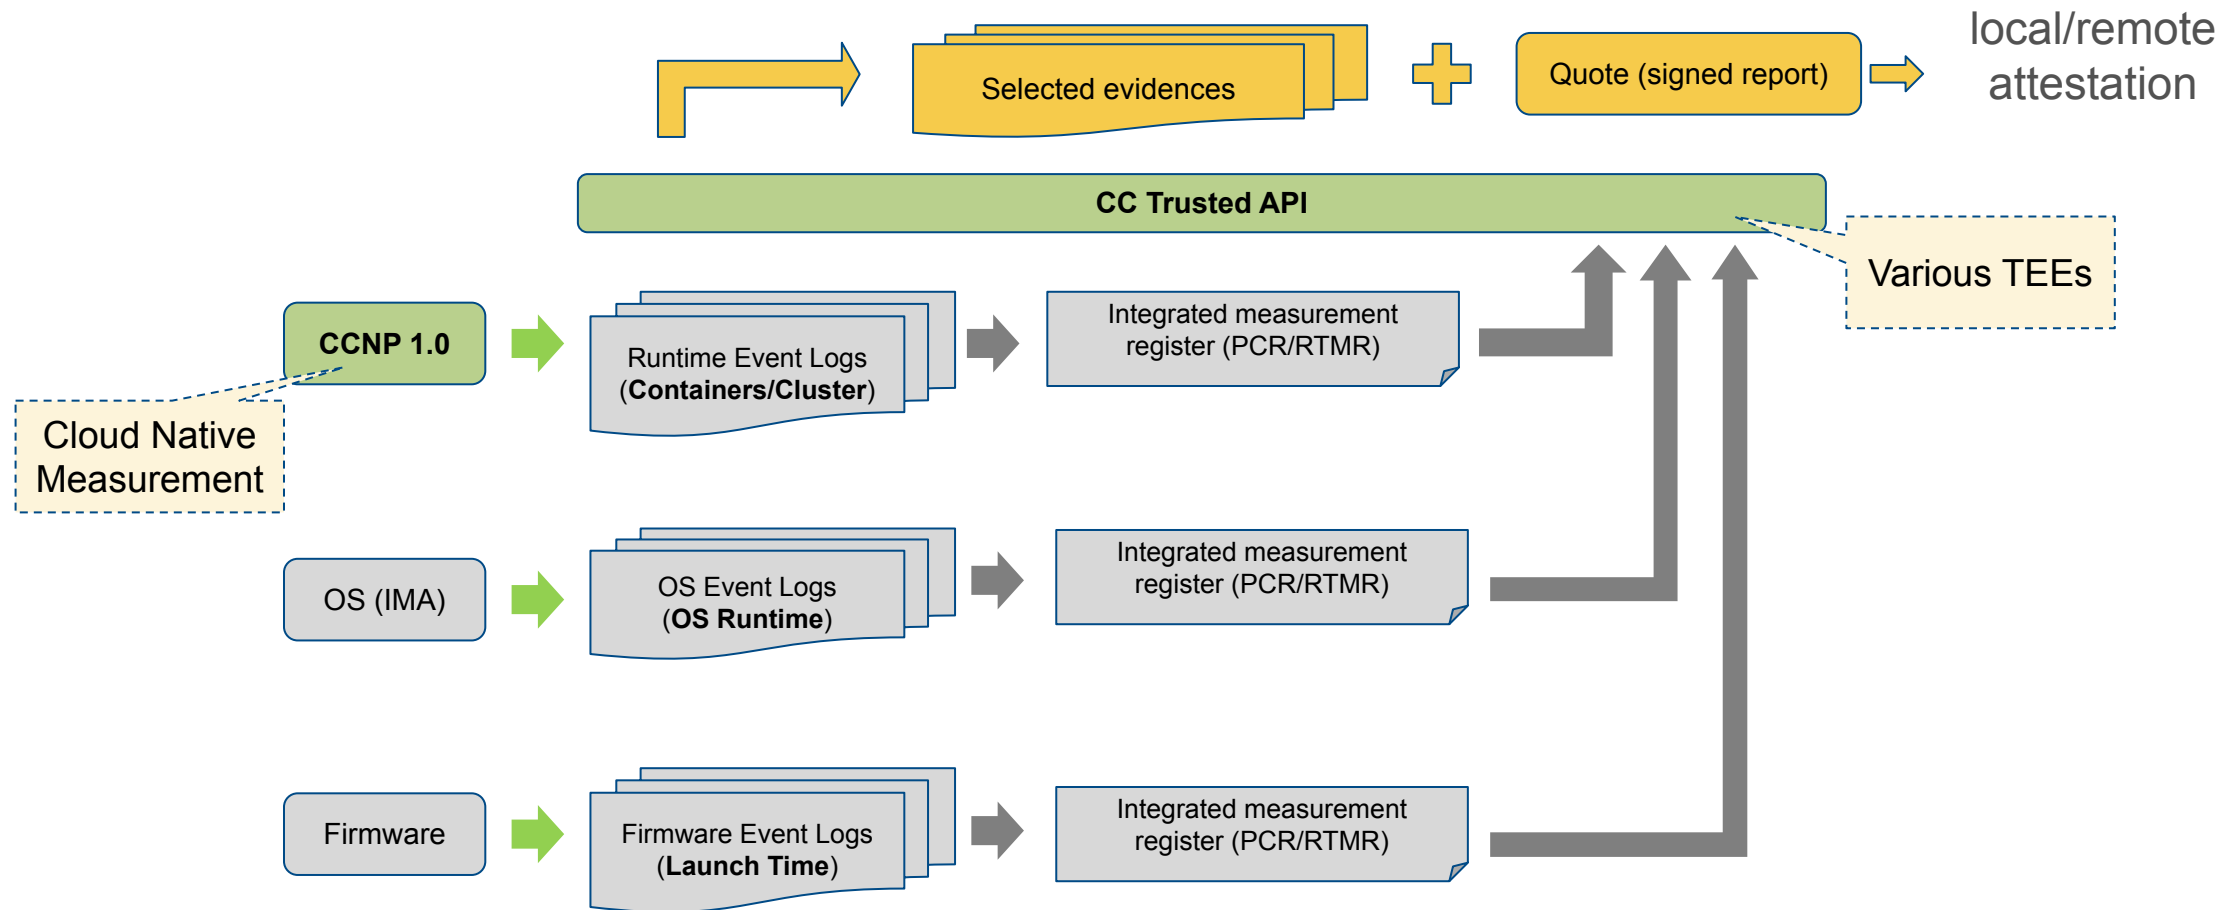 local/remote
attestation
Selected evidences
Quote (signed report)
CC Trusted API
Various TEEs
CCNP 1.0
Runtime Event Logs
(Containers/Cluster)
Integrated measurement
register (PCR/RTMR)
Cloud Native
Measurement
OS (IMA)
OS Event Logs
(OS Runtime)
Integrated measurement
register (PCR/RTMR)
Firmware
Firmware Event Logs
(Launch Time)
Integrated measurement
register (PCR/RTMR)